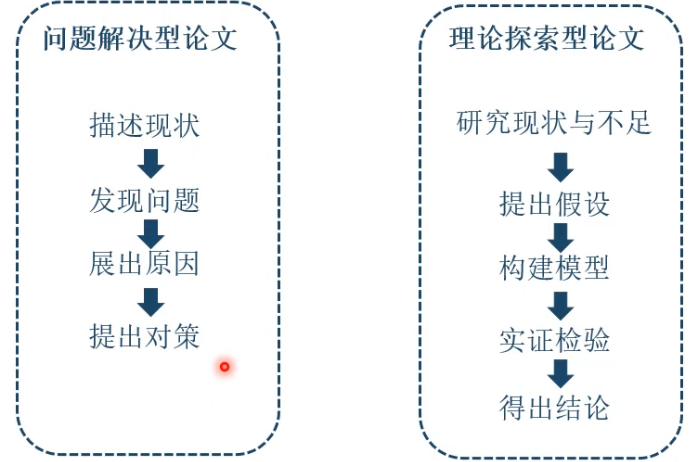 问题解决型论文
描述现状
发现问题
展出原因
提出对策
理论探索型论文
研究现状与不足
提出假设
构建模型
实证检验
得出结论